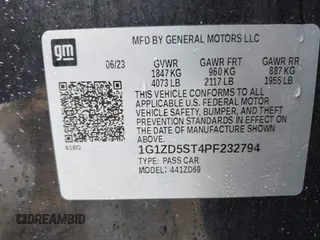 gm
MFD BY GENERAL MOTORS LLC
06/23 GVWR GAWR FRT GAWR RR
1847 KG 960 KG 887 KG
4073 LB 2117 LB 1955 LB
THIS VEHICLE CONFORMS TO ALL APPLICABLE U.S. FEDERAL MOTOR VEHICLE SAFETY, BUMPER, AND THEFT PREVENTION STANDARDS IN EFFECT ON THE DATE OF MANUFACTURE SHOWN ABOVE.
618G
1G1ZD5ST4PF232794
TYPE: PASS CAR
MODEL: 441ZD69
DREAMBID